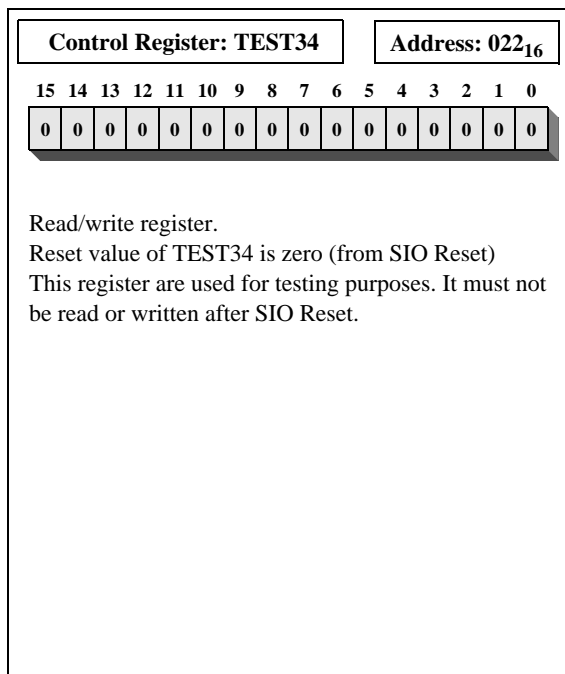 Control Register: TEST34 Address: 022₁₆
15 14 13 12 11 10 9 8 7 6 5 4 3 2 1 0
0 0 0 0 0 0 0 0 0 0 0 0 0 0 0 0
Read/write register.
Reset value of TEST34 is zero (from SIO Reset)
This register are used for testing purposes. It must not
be read or written after SIO Reset.